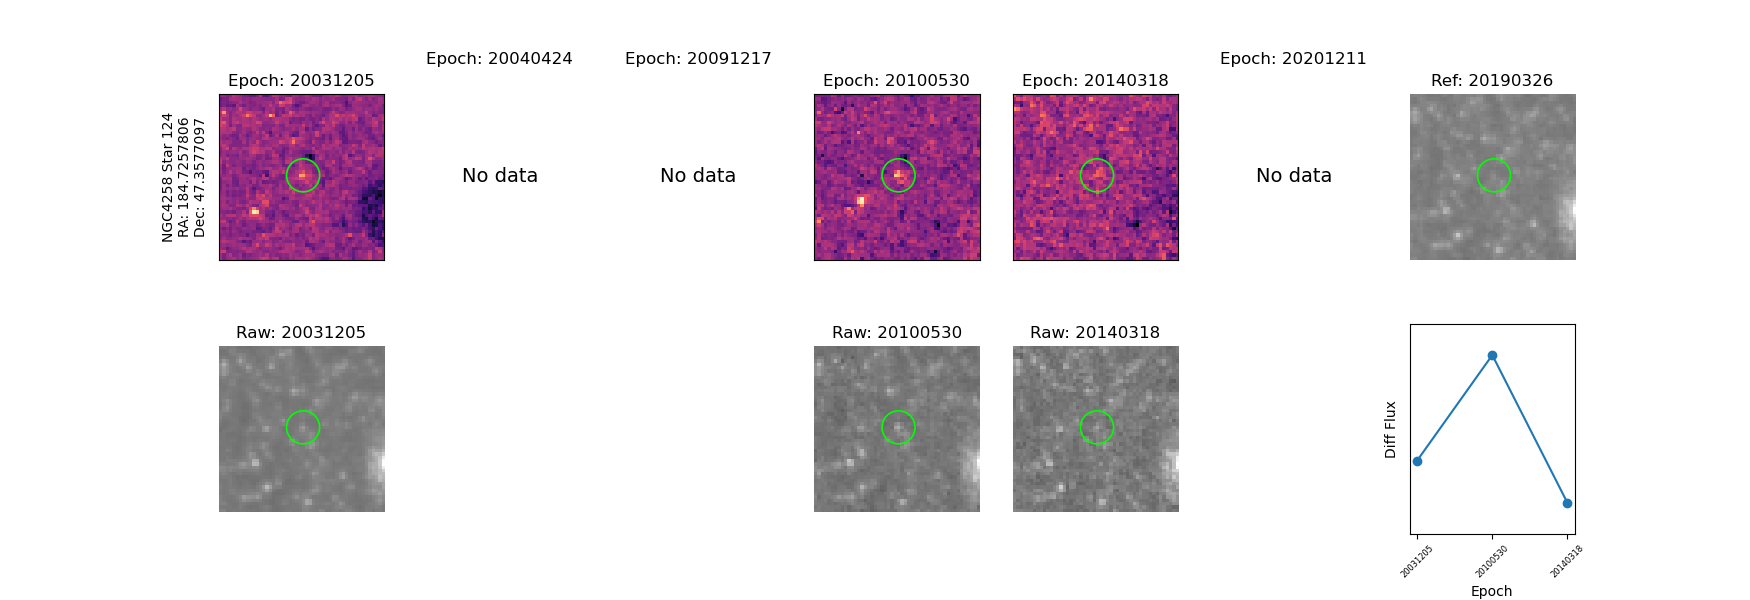 Epoch: 20040424
Epoch: 20091217
Epoch: 20201211
Epoch: 20031205
Epoch: 20100530
Epoch: 20140318
Ref: 20190326
NGC4258 Star 124
RA: 184.7257806
Dec: 47.3577097
No data
No data
No data
Raw: 20031205
Raw: 20100530
Raw: 20140318
Diff Flux
20031205
20100530
20140318
Epoch